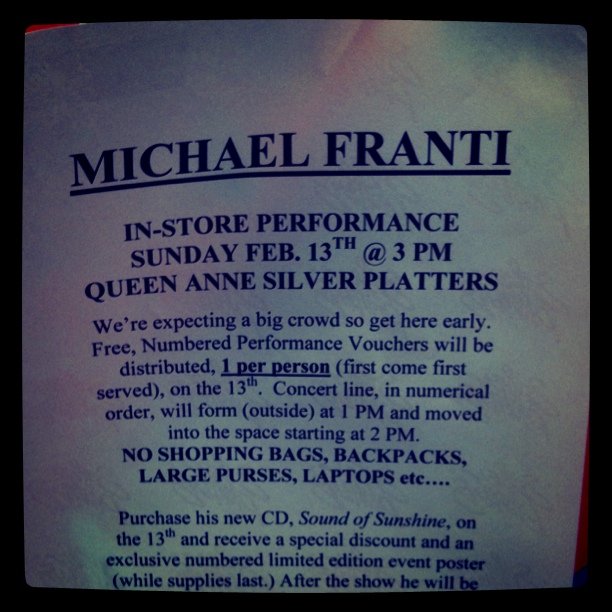 MICHAEL FRANTI
IN-STORE PERFORMANCE
SUNDAY FEB. 13TH @ 3 PM
QUEEN ANNE SILVER PLATTERS
We're expecting a big crowd so get here early.
Free, Numbered Performance Vouchers will be
distributed, 1 per person (first come first
served), on the 13th. Concert line, in numerical
order, will form (outside) at 1 PM and moved
into the space starting at 2 PM.
NO SHOPPING BAGS, BACKPACKS,
LARGE PURSES, LAPTOPS etc....
Purchase his new CD, Sound of Sunshine, on
the 13th and receive a special discount and an
exclusive numbered limited edition event poster
(while supplies last.) After the show he will be